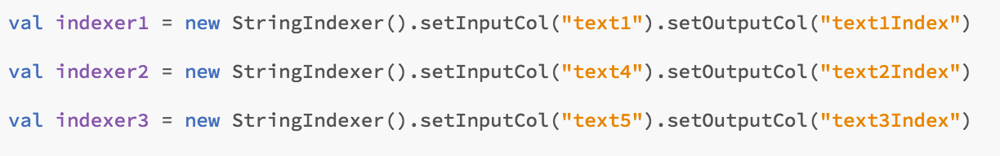 val indexer1 = new StringIndexer().setInputCol("text1").setOutputCol("text1Index")
val indexer2 = new StringIndexer().setInputCol("text4").setOutputCol("text2Index")
val indexer3 = new StringIndexer().setInputCol("text5").setOutputCol("text3Index")